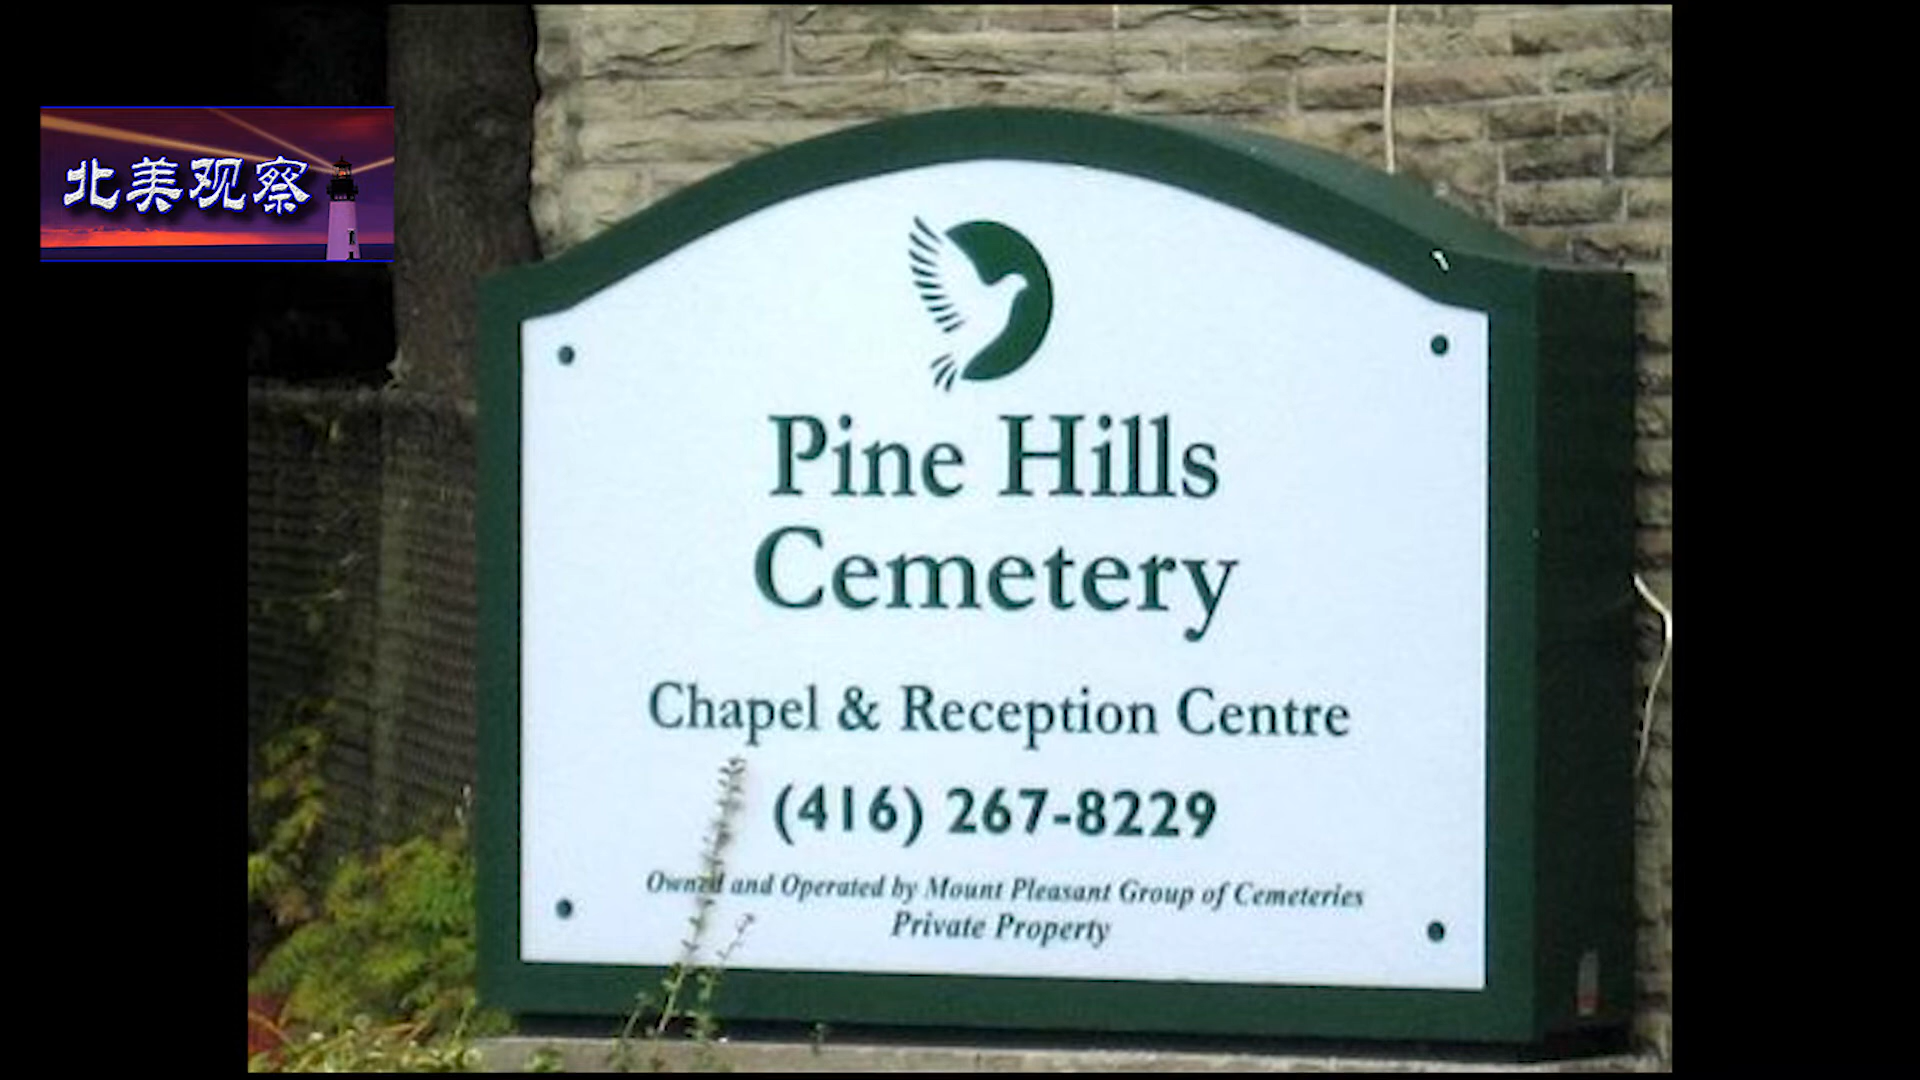 北美观察
Pine Hills
Cemetery
Chapel & Reception Centre
(416) 267-8229
Owned and Operated by Mount Pleasant Group of Cemeteries
Private Property